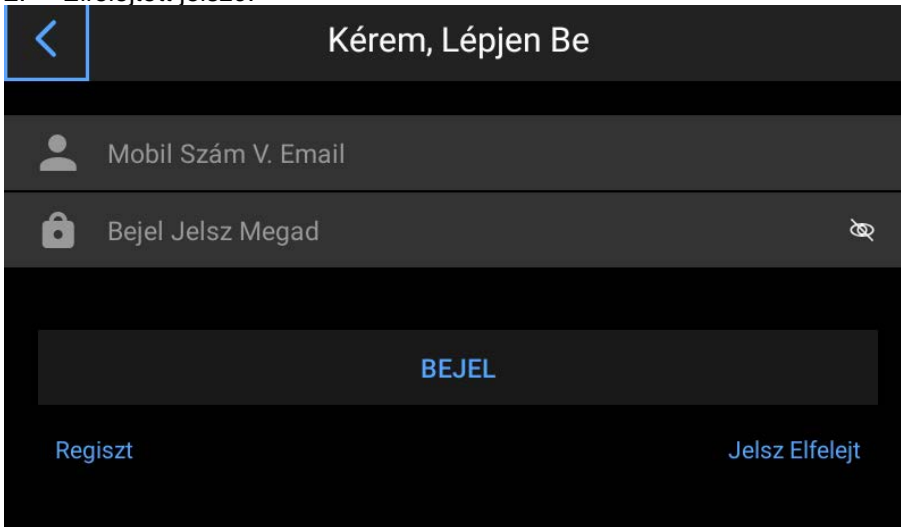 Kérem, Lépjen Be
Mobil Szám V. Email
Bejel Jelsz Megad
BEJEL
Regiszt
Jelsz Elfelejt